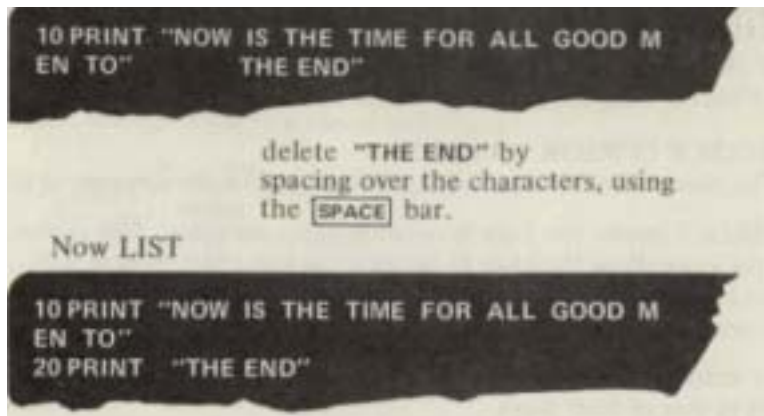 10 PRINT "NOW IS THE TIME FOR ALL GOOD M
EN TO" THE END"
delete "THE END" by
spacing over the characters, using
the SPACE bar.
Now LIST
10 PRINT "NOW IS THE TIME FOR ALL GOOD M
EN TO"
20 PRINT "THE END"